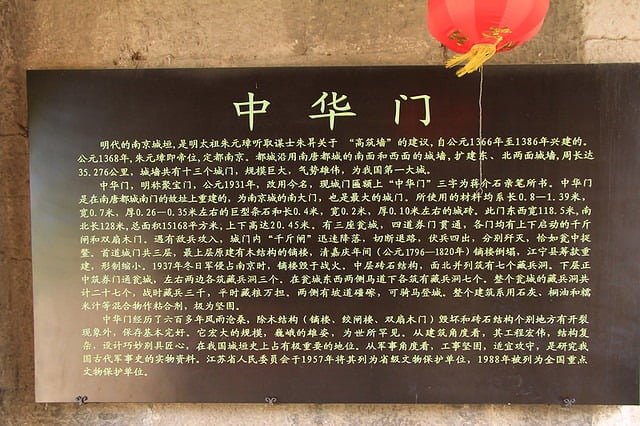 中华门
明代的南京城垣,是明太祖朱元璋听取谋士朱昇关于 “高筑墙”的建议,自公元1366年至1386年兴建的。
公元1368年,朱元璋即帝位,定都南京。都城沿用南唐都城的南面和西面的城墙,扩建东、北两面城墙,周长达
35.276公里,城墙共有十三个城门,规模巨大,气势雄伟,为我国第一大城。
中华门,明称聚宝门,公元1931年,改用今名,现城门匾额上“中华门”三字为蒋介石亲笔所书。中华门
是在南唐都城南门的故址上重建的,为南京城的南大门,也是最大的城门。所使用的材料均系长0.8—1.39米,
宽0.7米,厚0.26—0.35米左右的巨型条石和长0.4米,宽0.2米,厚0.10米左右的城砖。此门东西宽118.5米,南
北长128米,总面积15168平方米,上下高达20.45米。有三座瓮城,四道券门贯通,各门均有上下启动的千斤
闸和双扇木门。遇有敌兵攻入,城门内“千斤闸”迅速降落。切断退路,伏兵四出,分别歼灭,恰如瓮中捉
鳖。首道城门共三层,最上层原建有木结构的镝楼,清嘉庆年间(公元1796—1820年)镝楼倒塌,江宁县筹款重
建,形制缩小。1937年冬日军侵占南京时,镝楼毁于战火。中层砖石结构,面北并列筑有七个藏兵洞。下层正
中筑券门通瓮城,左右两边各筑藏兵洞三个。在瓮城东西两侧马道下各筑有藏兵洞七个。整个瓮城的藏兵洞共
计二十七个,战时藏兵三千,平时藏粮万担。两侧有坡道礓磜,可骑马登城。整个建筑系用石灰、桐油和糯
米汁等混合物作粘合剂,极为坚固。
中华门经历了六百多年风雨沧桑,除木结构(镝楼、绞闸楼、双扇木门)毁坏和砖石结构个别地方有开裂
现象外,保存基本完好。它宏大的规模,巍峨的雄姿,为世所罕见。从建筑角度看,其工程宏伟,结构复
杂,设计巧妙别具匠心,在我国城垣史上占有极重要的地位。从军事角度看,工事坚固,适宜攻守,是研究我
国古代军事史的实物资料。江苏省人民委员会于1957年将其列为省级文物保护单位,1988年被列为全国重点
文物保护单位。